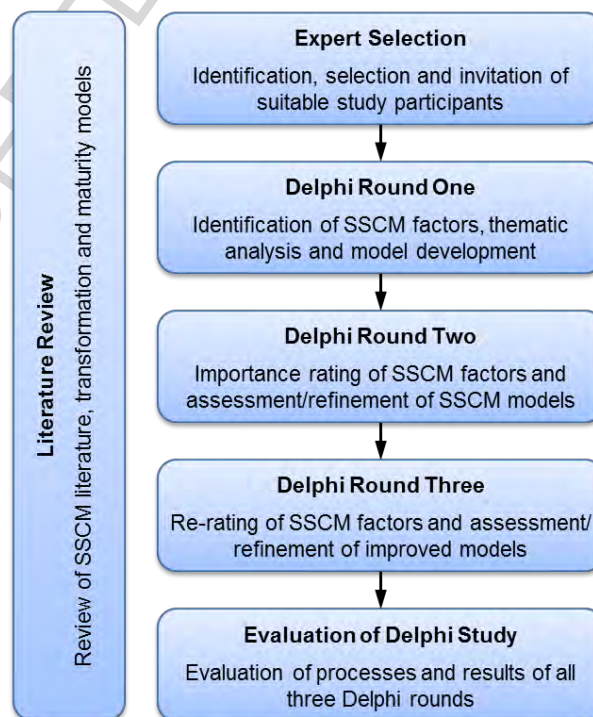 Literature Review
Review of SSCM literature, transformation and maturity models
Expert Selection
Identification, selection and invitation of
suitable study participants
Delphi Round One
Identification of SSCM factors, thematic
analysis and model development
Delphi Round Two
Importance rating of SSCM factors and
assessment/refinement of SSCM models
Delphi Round Three
Re-rating of SSCM factors and assessment/
refinement of improved models
Evaluation of Delphi Study
Evaluation of processes and results of all
three Delphi rounds